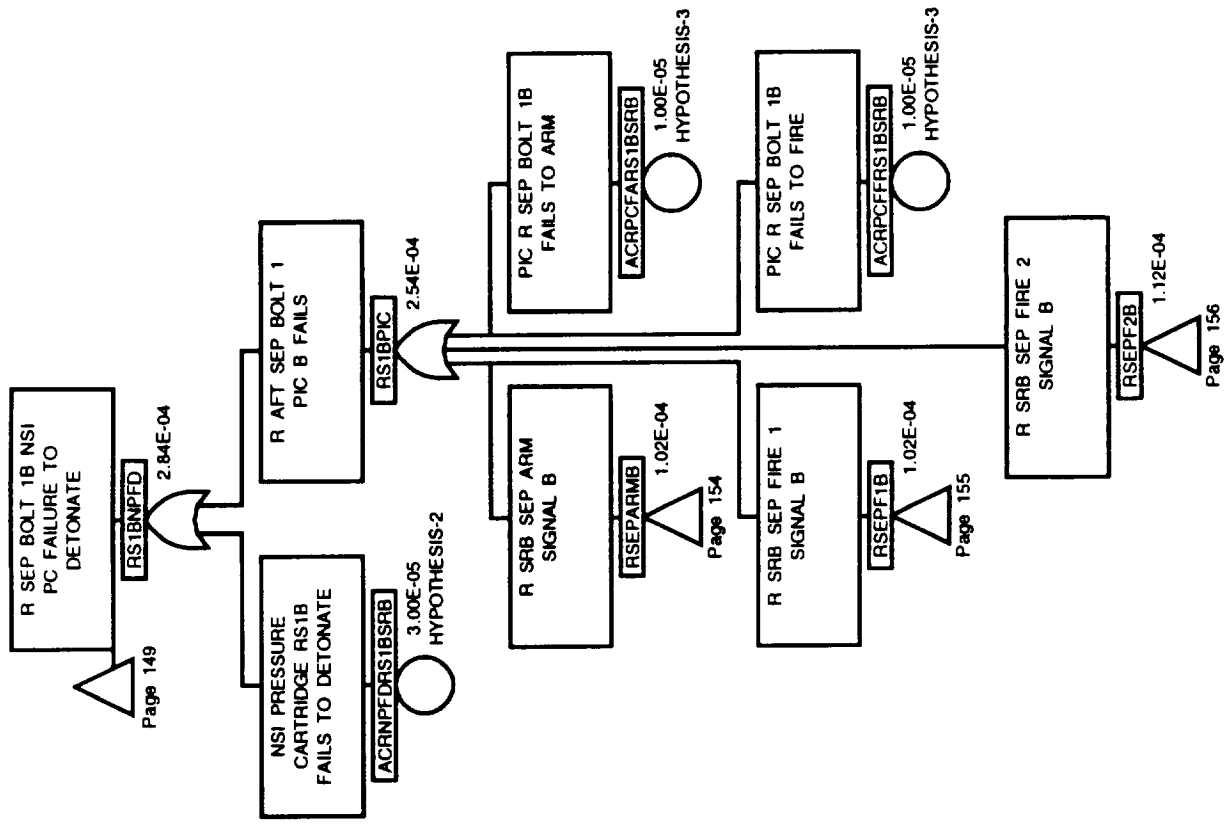 R SEP BOLT 1B NSI
PC FAILURE TO
DETONATE
RS1BNPFD
2.84E-04
Page 149
NSI PRESSURE
CARTRIDGE RS1B
FAILS TO DETONATE
ACRNPFDRS1BSRB
3.00E-05
HYPOTHESIS-2
R AFT SEP BOLT 1
PIC B FAILS
RS1BPIC
2.54E-04
R SRB SEP ARM
SIGNAL B
RSEPARMB
1.02E-04
Page 154
PIC R SEP BOLT 1B
FAILS TO ARM
ACRPCFARS1BSRB
1.00E-05
HYPOTHESIS-3
R SRB SEP FIRE 1
SIGNAL B
RSEPF1B
1.02E-04
Page 155
PIC R SEP BOLT 1B
FAILS TO FIRE
ACRPCFFRS1BSRB
1.00E-05
HYPOTHESIS-3
R SRB SEP FIRE 2
SIGNAL B
RSEPF2B
1.12E-04
Page 156